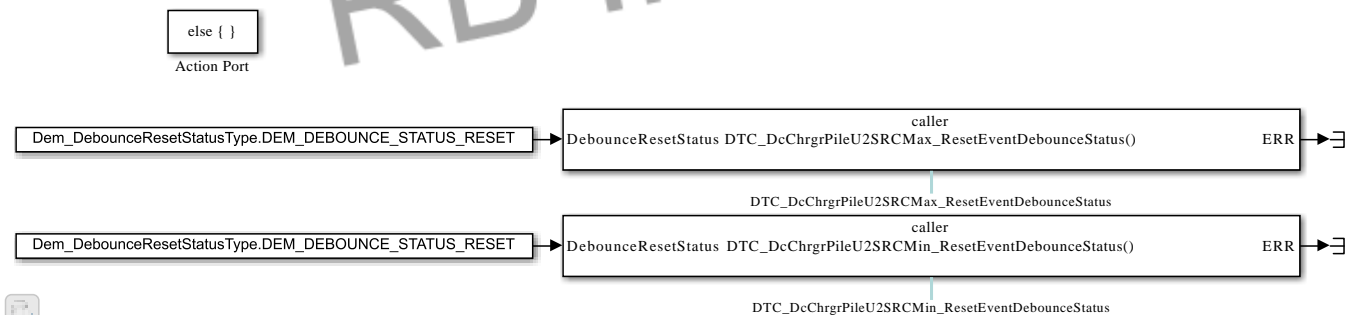 else { }
Action Port
caller
Dem_DebounceResetStatusType.DEM_DEBOUNCE_STATUS_RESET
DebounceResetStatus DTC_DcChrgrPileU2SRCMax_ResetEventDebounceStatus() ERR
DTC_DcChrgrPileU2SRCMax_ResetEventDebounceStatus
caller
Dem_DebounceResetStatusType.DEM_DEBOUNCE_STATUS_RESET
DebounceResetStatus DTC_DcChrgrPileU2SRCMin_ResetEventDebounceStatus() ERR
DTC_DcChrgrPileU2SRCMin_ResetEventDebounceStatus